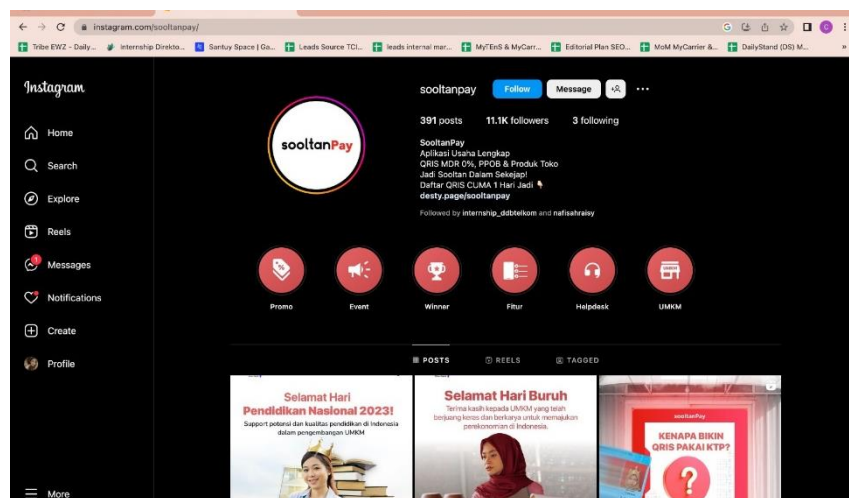 instagram.com/sooltanpay/
Tribe EWZ - Daily...
Internship Direkto...
Santuy Space | Ga...
Leads Source TCI...
leads internal mar...
MyTEnS & MyCarr...
Editorial Plan SEO...
MoM MyCarrier &...
DailyStand (DS) M...
»
Instagram
Home
Search
Explore
Reels
1
Messages
Notifications
Create
Profile
More
sooltanPay
sooltanpay
Follow
Message
391 posts
11.1K followers
3 following
SooltanPay
Aplikasi Usaha Lengkap
QRIS MDR 0%, PPOB & Produk Toko
Jadi Sooltan Dalam Sekejap!
Daftar QRIS CUMA 1 Hari Jadi 👇
desty.page/sooltanpay
Followed by internship_ddbtelkom and nafisahraisy
Promo
Event
Winner
Fitur
Helpdesk
UMKM
POSTS
REELS
TAGGED
Selamat Hari
Pendidikan Nasional 2023!
Support potensi dan kualitas pendidikan di Indonesia
dalam pengembangan UMKM
Selamat Hari Buruh
Terima kasih kepada UMKM yang telah
berjuang keras dan berkarya untuk memajukan
perekonomian di Indonesia.
sooltanPay
KENAPA BIKIN
QRIS PAKAI KTP?
?